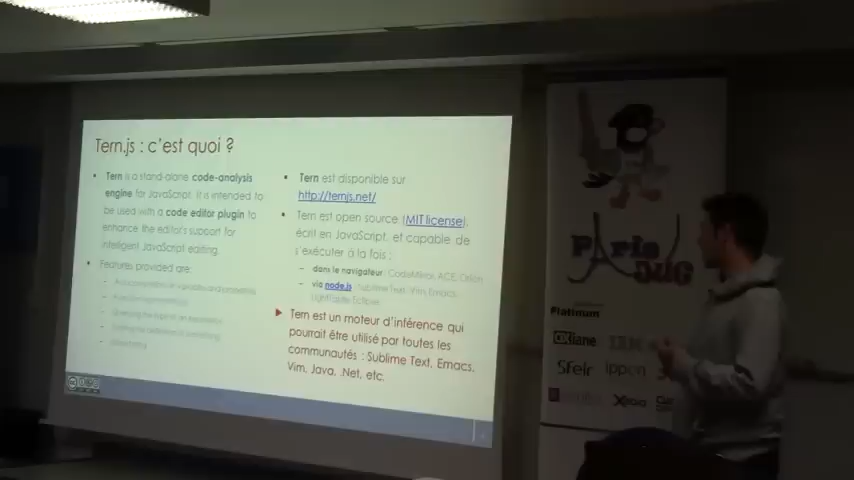 Tern.js : c'est quoi ?
• Tern is a stand-alone code-analysis
engine for JavaScript. It is intended to
be used with a code editor plugin to
enhance the editor's support for
intelligent JavaScript editing.
• Features provided are:
• Tern est disponible sur
http://ternjs.net/
• Tern est open source (MIT license),
écrit en JavaScript, et capable de
s'exécuter à la fois :
– dans le navigateur: CodeMirror, ACE, Orion
– via node.js : Sublime Text, Vim, Emacs,
LightTable, Eclipse
Tern est un moteur d'inférence qui
pourrait être utilisé par toutes les
communautés : Sublime Text, Emacs,
Vim, Java, .Net, etc.
Paris
JUG
Platinum
Oxiane
IBM
Sfeir
ippon
Xebia